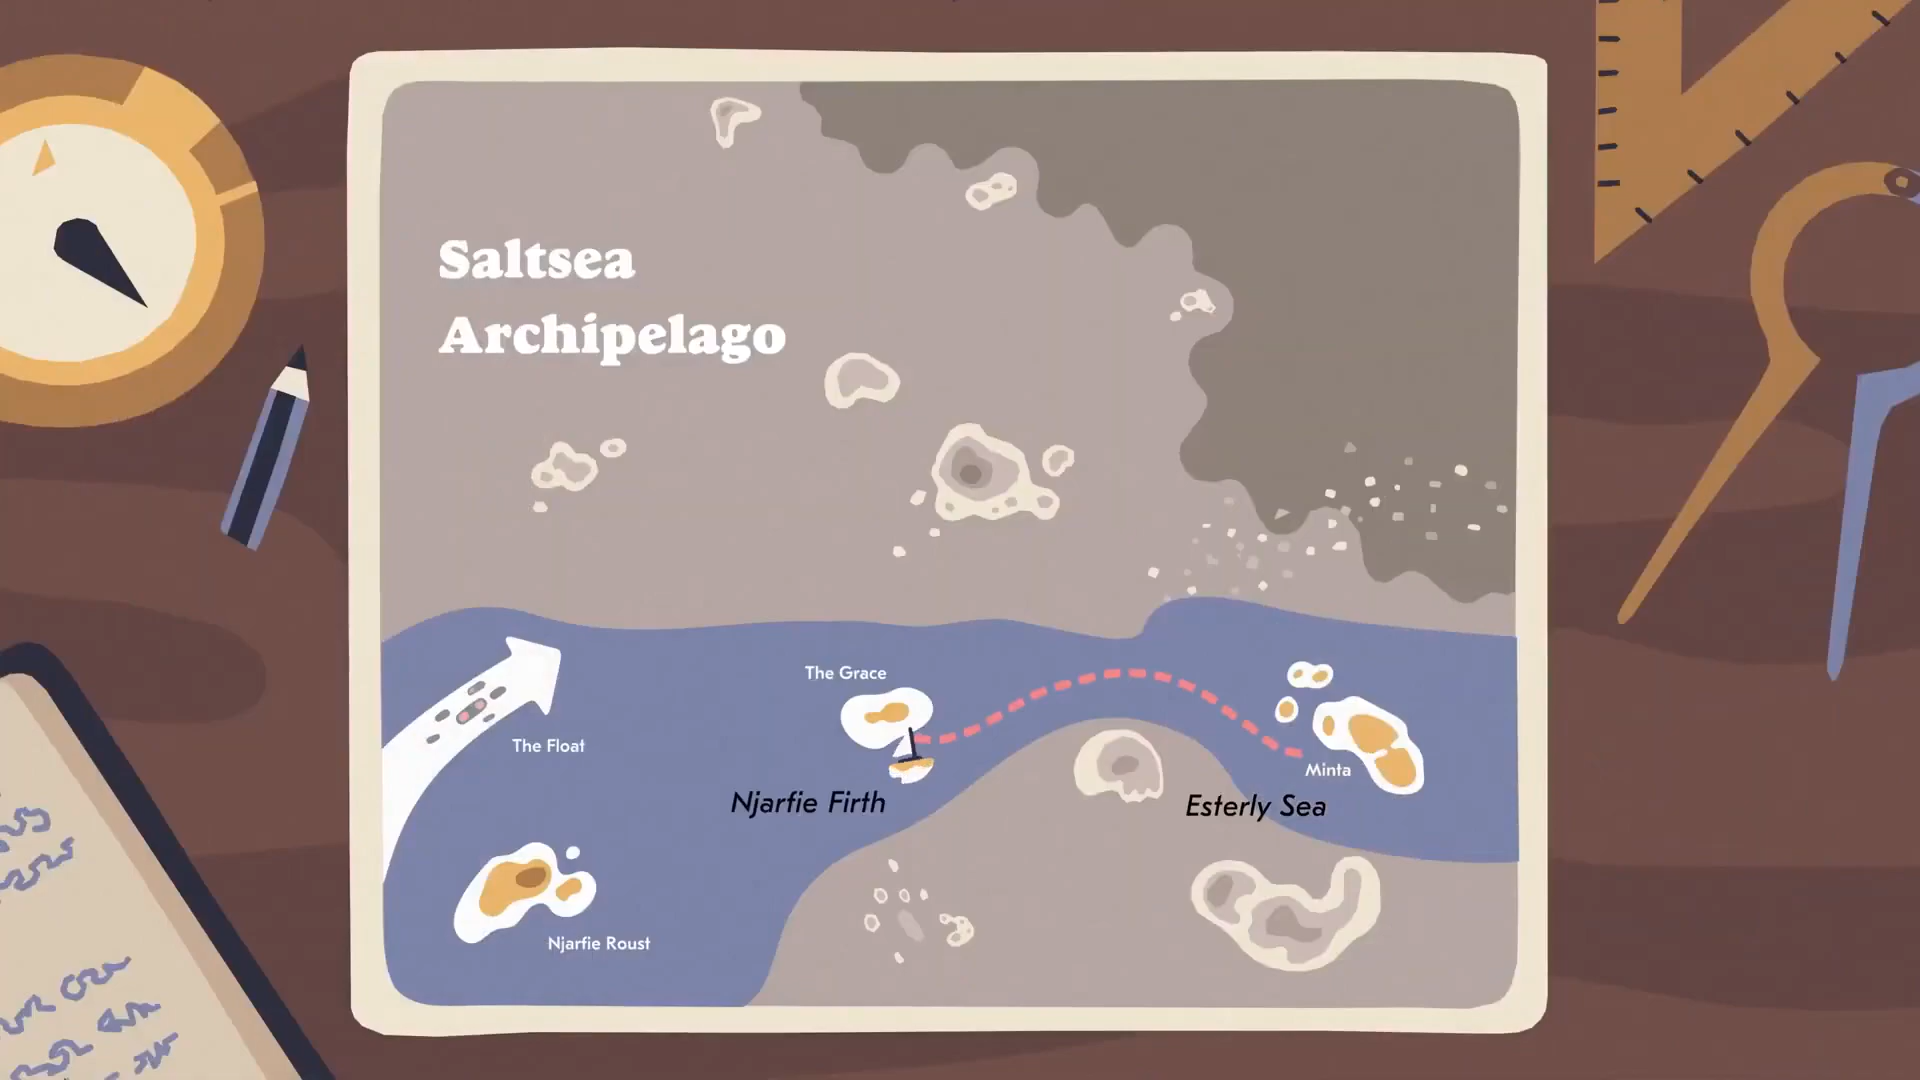 Saltsea
Archipelago
The Grace
The Float
Minta
Njarfie Firth
Esterly Sea
Njarfie Roust